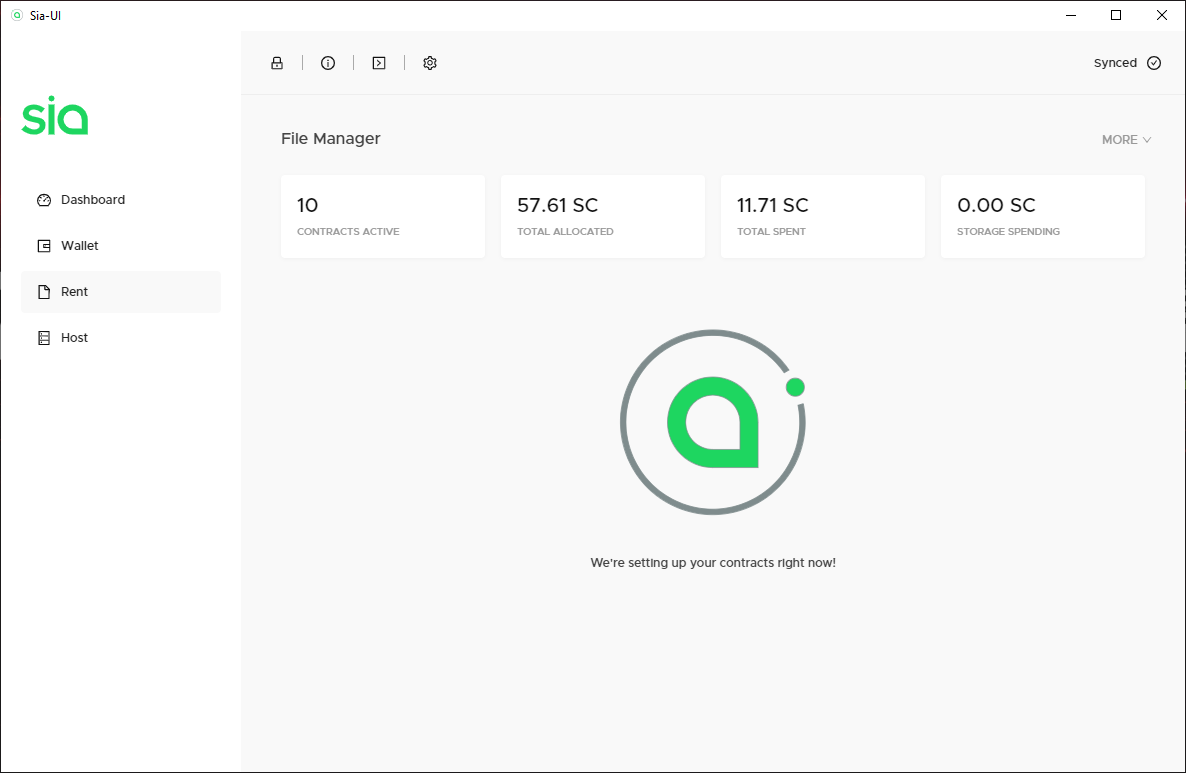 Sia-UI
Synced
sia
File Manager
MORE
Dashboard
Wallet
Rent
Host
10
CONTRACTS ACTIVE
57.61 SC
TOTAL ALLOCATED
11.71 SC
TOTAL SPENT
0.00 SC
STORAGE SPENDING
We're setting up your contracts right now!